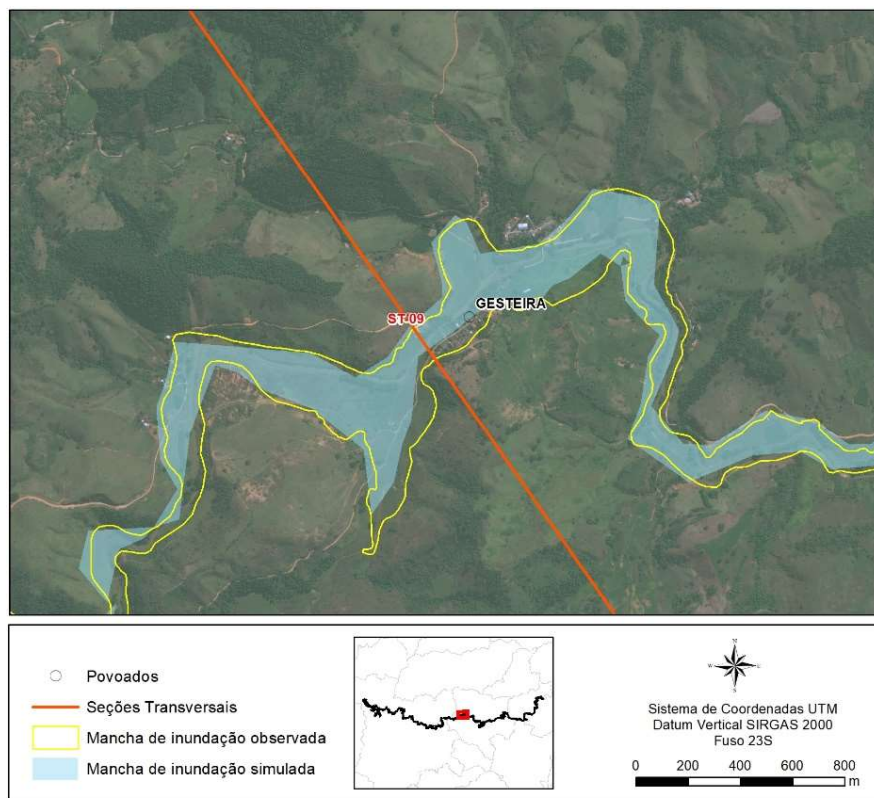 GESTEIRA
ST-09
Povoados
Seções Transversais
Mancha de inundação observada
Mancha de inundação simulada
N
W
E
S
Sistema de Coordenadas UTM
Datum Vertical SIRGAS 2000
Fuso 23S
0 200 400 600 800
m